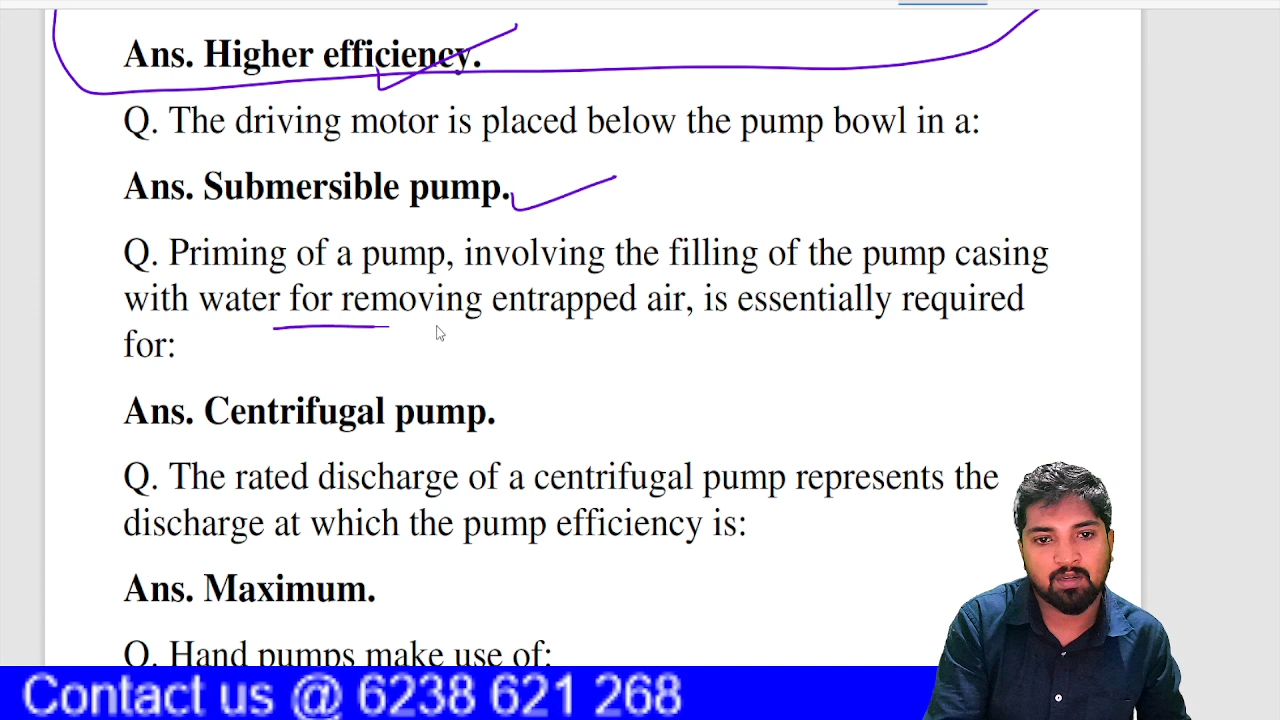 Ans. Higher efficiency.
Q. The driving motor is placed below the pump bowl in a:
Ans. Submersible pump.
Q. Priming of a pump, involving the filling of the pump casing
with water for removing entrapped air, is essentially required
for:
Ans. Centrifugal pump.
Q. The rated discharge of a centrifugal pump represents the
discharge at which the pump efficiency is:
Ans. Maximum.
Q. Hand pumps make use of:
Contact us @ 6238 621 268